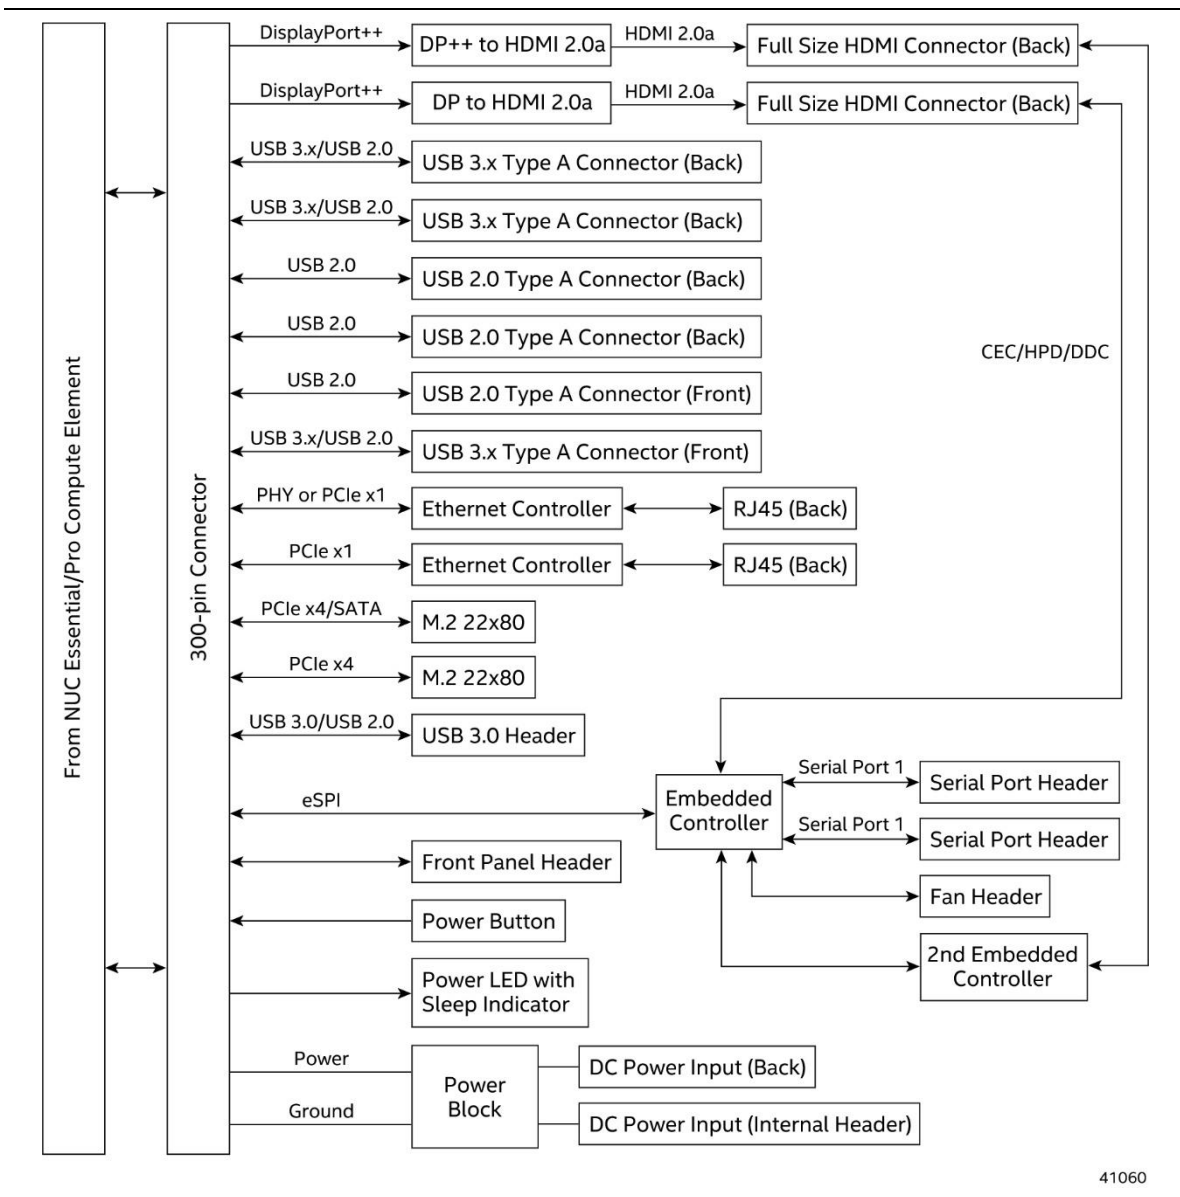 From NUC Essential/Pro Compute Element
300-pin Connector
DisplayPort++
DP++ to HDMI 2.0a
HDMI 2.0a
Full Size HDMI Connector (Back)
DisplayPort++
DP to HDMI 2.0a
HDMI 2.0a
Full Size HDMI Connector (Back)
USB 3.x/USB 2.0
USB 3.x Type A Connector (Back)
USB 3.x/USB 2.0
USB 3.x Type A Connector (Back)
USB 2.0
USB 2.0 Type A Connector (Back)
USB 2.0
USB 2.0 Type A Connector (Back)
CEC/HPD/DDC
USB 2.0
USB 2.0 Type A Connector (Front)
USB 3.x/USB 2.0
USB 3.x Type A Connector (Front)
PHY or PCIe x1
Ethernet Controller
RJ45 (Back)
PCIe x1
Ethernet Controller
RJ45 (Back)
PCIe x4/SATA
M.2 22x80
PCIe x4
M.2 22x80
USB 3.0/USB 2.0
USB 3.0 Header
eSPI
Embedded
Controller
Serial Port 1
Serial Port Header
Serial Port 1
Serial Port Header
Front Panel Header
Fan Header
Power Button
2nd Embedded
Controller
Power LED with
Sleep Indicator
Power
Ground
Power
Block
DC Power Input (Back)
DC Power Input (Internal Header)
41060